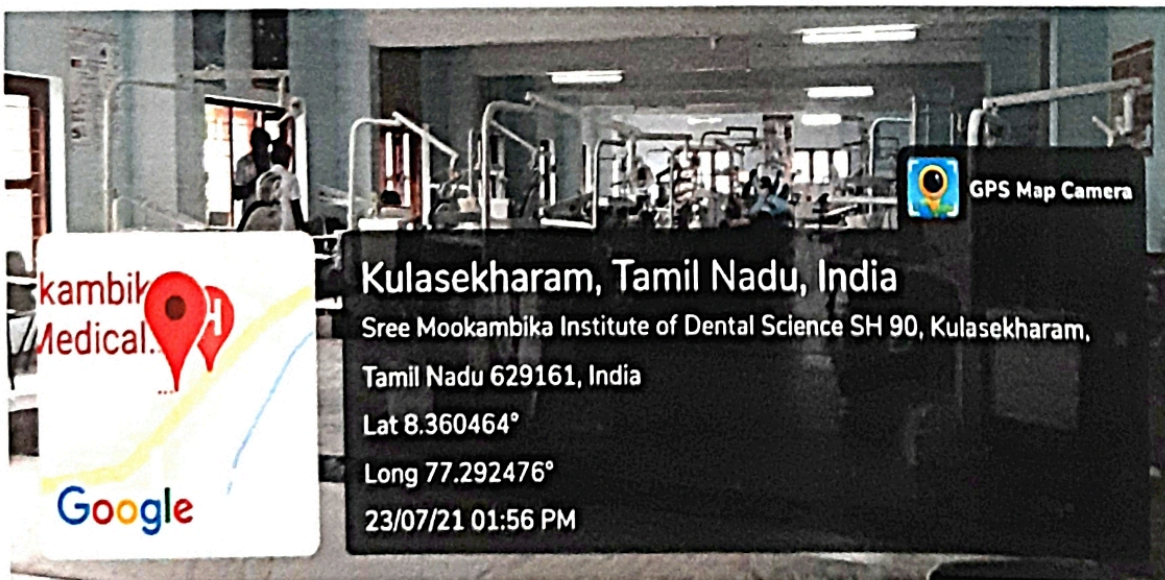 GPS Map Camera
Kulasekharam, Tamil Nadu, India
Sree Mookambika Institute of Dental Science SH 90, Kulasekharam,
Tamil Nadu 629161, India
Lat 8.360464°
Long 77.292476°
23/07/21 01:56 PM
kambik
Medical...
H
Google